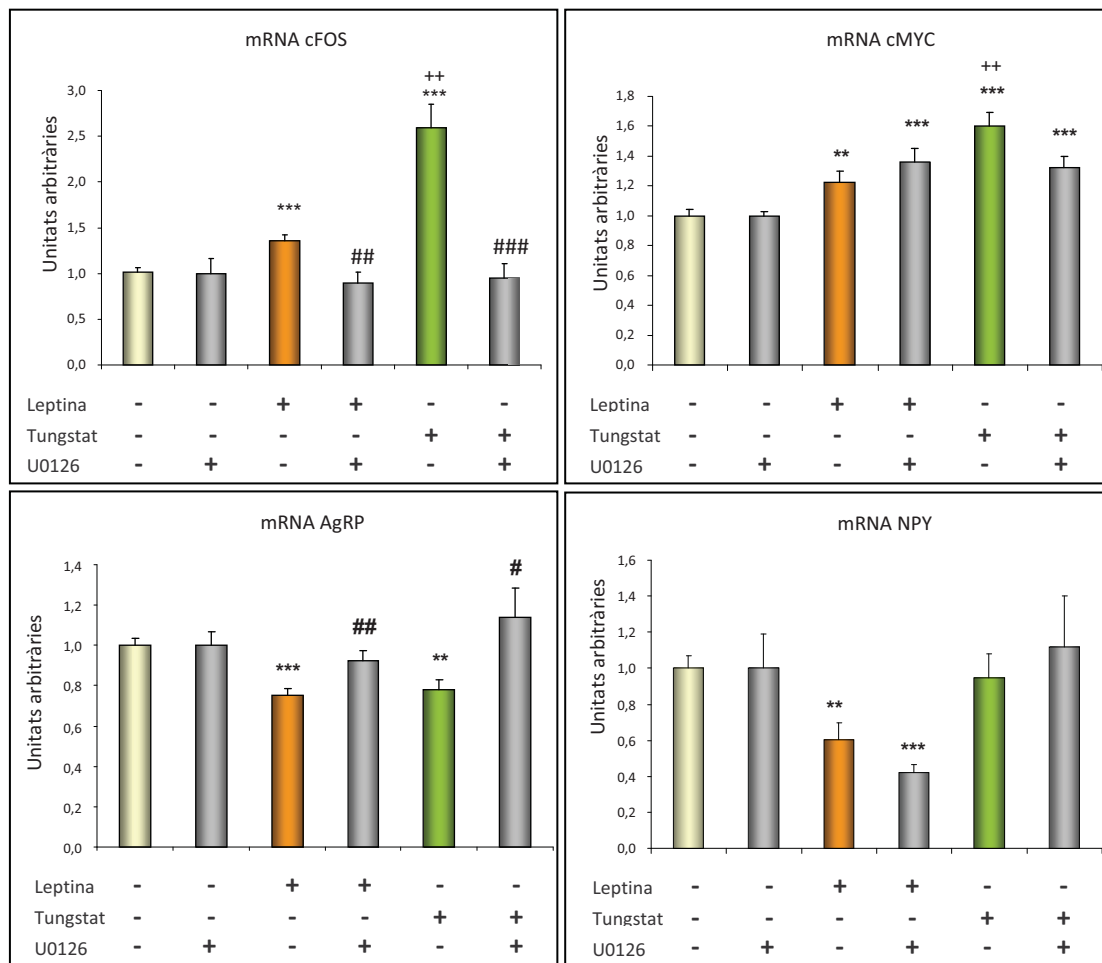 mRNA cFOS
Unitats arbitràries
3,0
2,5
2,0
1,5
1,0
0,5
0,0
***
##
++
***
###
Leptina - - + + - -
Tungstat - - - - + +
U0126 - + - + - +
mRNA cMYC
Unitats arbitràries
1,8
1,6
1,4
1,2
1,0
0,8
0,6
0,4
0,2
0,0
**
***
++
***
***
Leptina - - + + - -
Tungstat - - - - + +
U0126 - + - + - +
mRNA AgRP
Unitats arbitràries
1,4
1,2
1,0
0,8
0,6
0,4
0,2
0,0
***
##
**
#
Leptina - - + + - -
Tungstat - - - - + +
U0126 - + - + - +
mRNA NPY
Unitats arbitràries
1,6
1,4
1,2
1,0
0,8
0,6
0,4
0,2
0,0
**
***
Leptina - - + + - -
Tungstat - - - - + +
U0126 - + - + - +